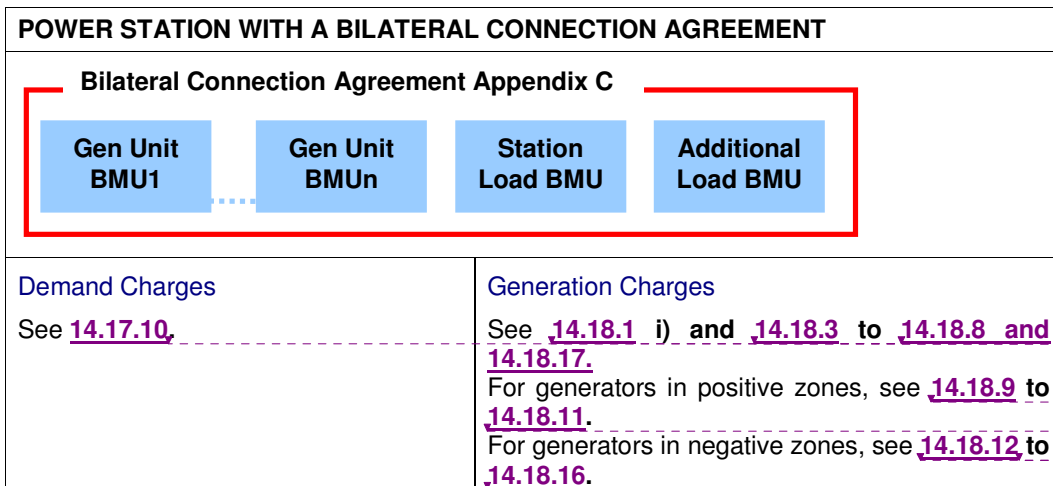 POWER STATION WITH A BILATERAL CONNECTION AGREEMENT
Bilateral Connection Agreement Appendix C
Gen Unit
BMU1
Gen Unit
BMUn
Station
Load BMU
Additional
Load BMU
Demand Charges
See 14.17.10.
Generation Charges
See 14.18.1 i) and 14.18.3 to 14.18.8 and
14.18.17.
For generators in positive zones, see 14.18.9 to
14.18.11.
For generators in negative zones, see 14.18.12 to
14.18.16.